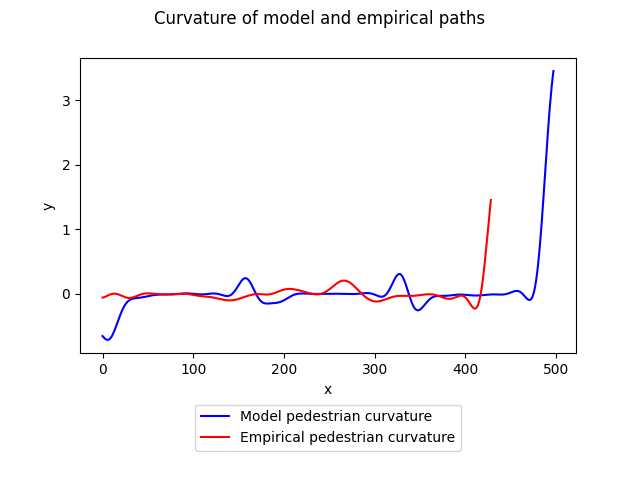 Curvature of model and empirical paths
3
2
1
0
y
0 100 200 300 400 500
x
Model pedestrian curvature
Empirical pedestrian curvature